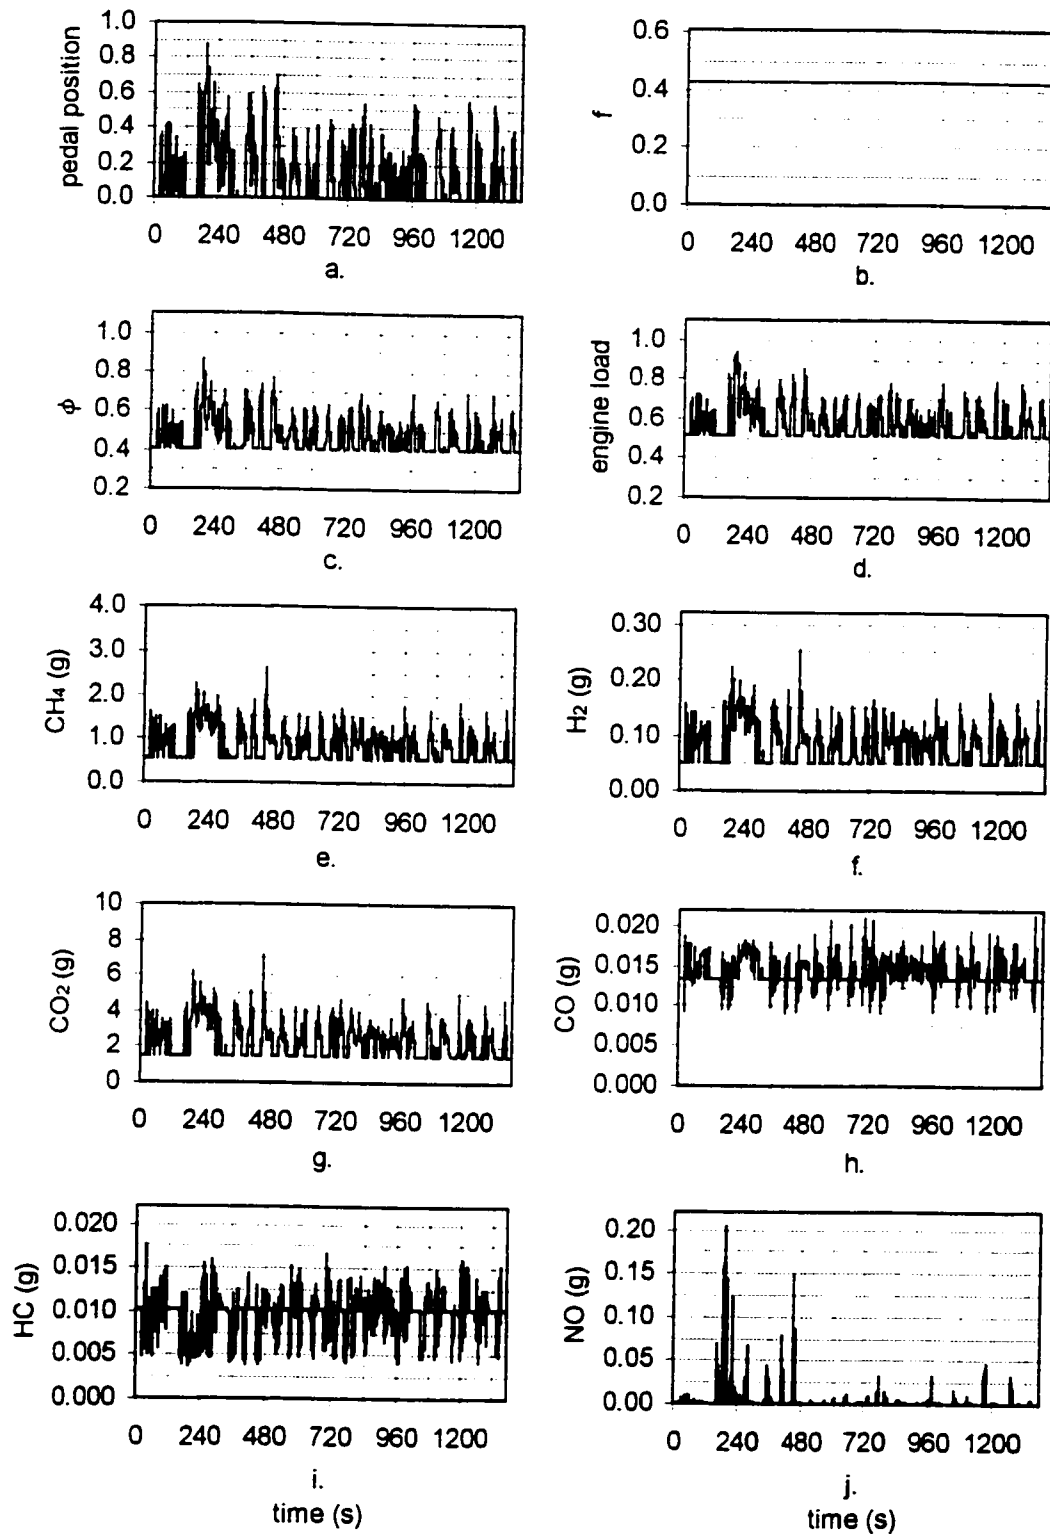 pedal position
1.0
0.8
0.6
0.4
0.2
0.0
0 240 480 720 960 1200
a.
f
0.6
0.4
0.2
0.0
0 240 480 720 960 1200
b.
ϕ
1.0
0.8
0.6
0.4
0.2
0 240 480 720 960 1200
c.
engine load
1.0
0.8
0.6
0.4
0.2
0 240 480 720 960 1200
d.
CH₄ (g)
4.0
3.0
2.0
1.0
0.0
0 240 480 720 960 1200
e.
H₂ (g)
0.30
0.20
0.10
0.00
0 240 480 720 960 1200
f.
CO₂ (g)
10
8
6
4
2
0
0 240 480 720 960 1200
g.
CO (g)
0.020
0.015
0.010
0.005
0.000
0 240 480 720 960 1200
h.
HC (g)
0.020
0.015
0.010
0.005
0.000
0 240 480 720 960 1200
i.
time (s)
NO (g)
0.20
0.15
0.10
0.05
0.00
0 240 480 720 960 1200
j.
time (s)